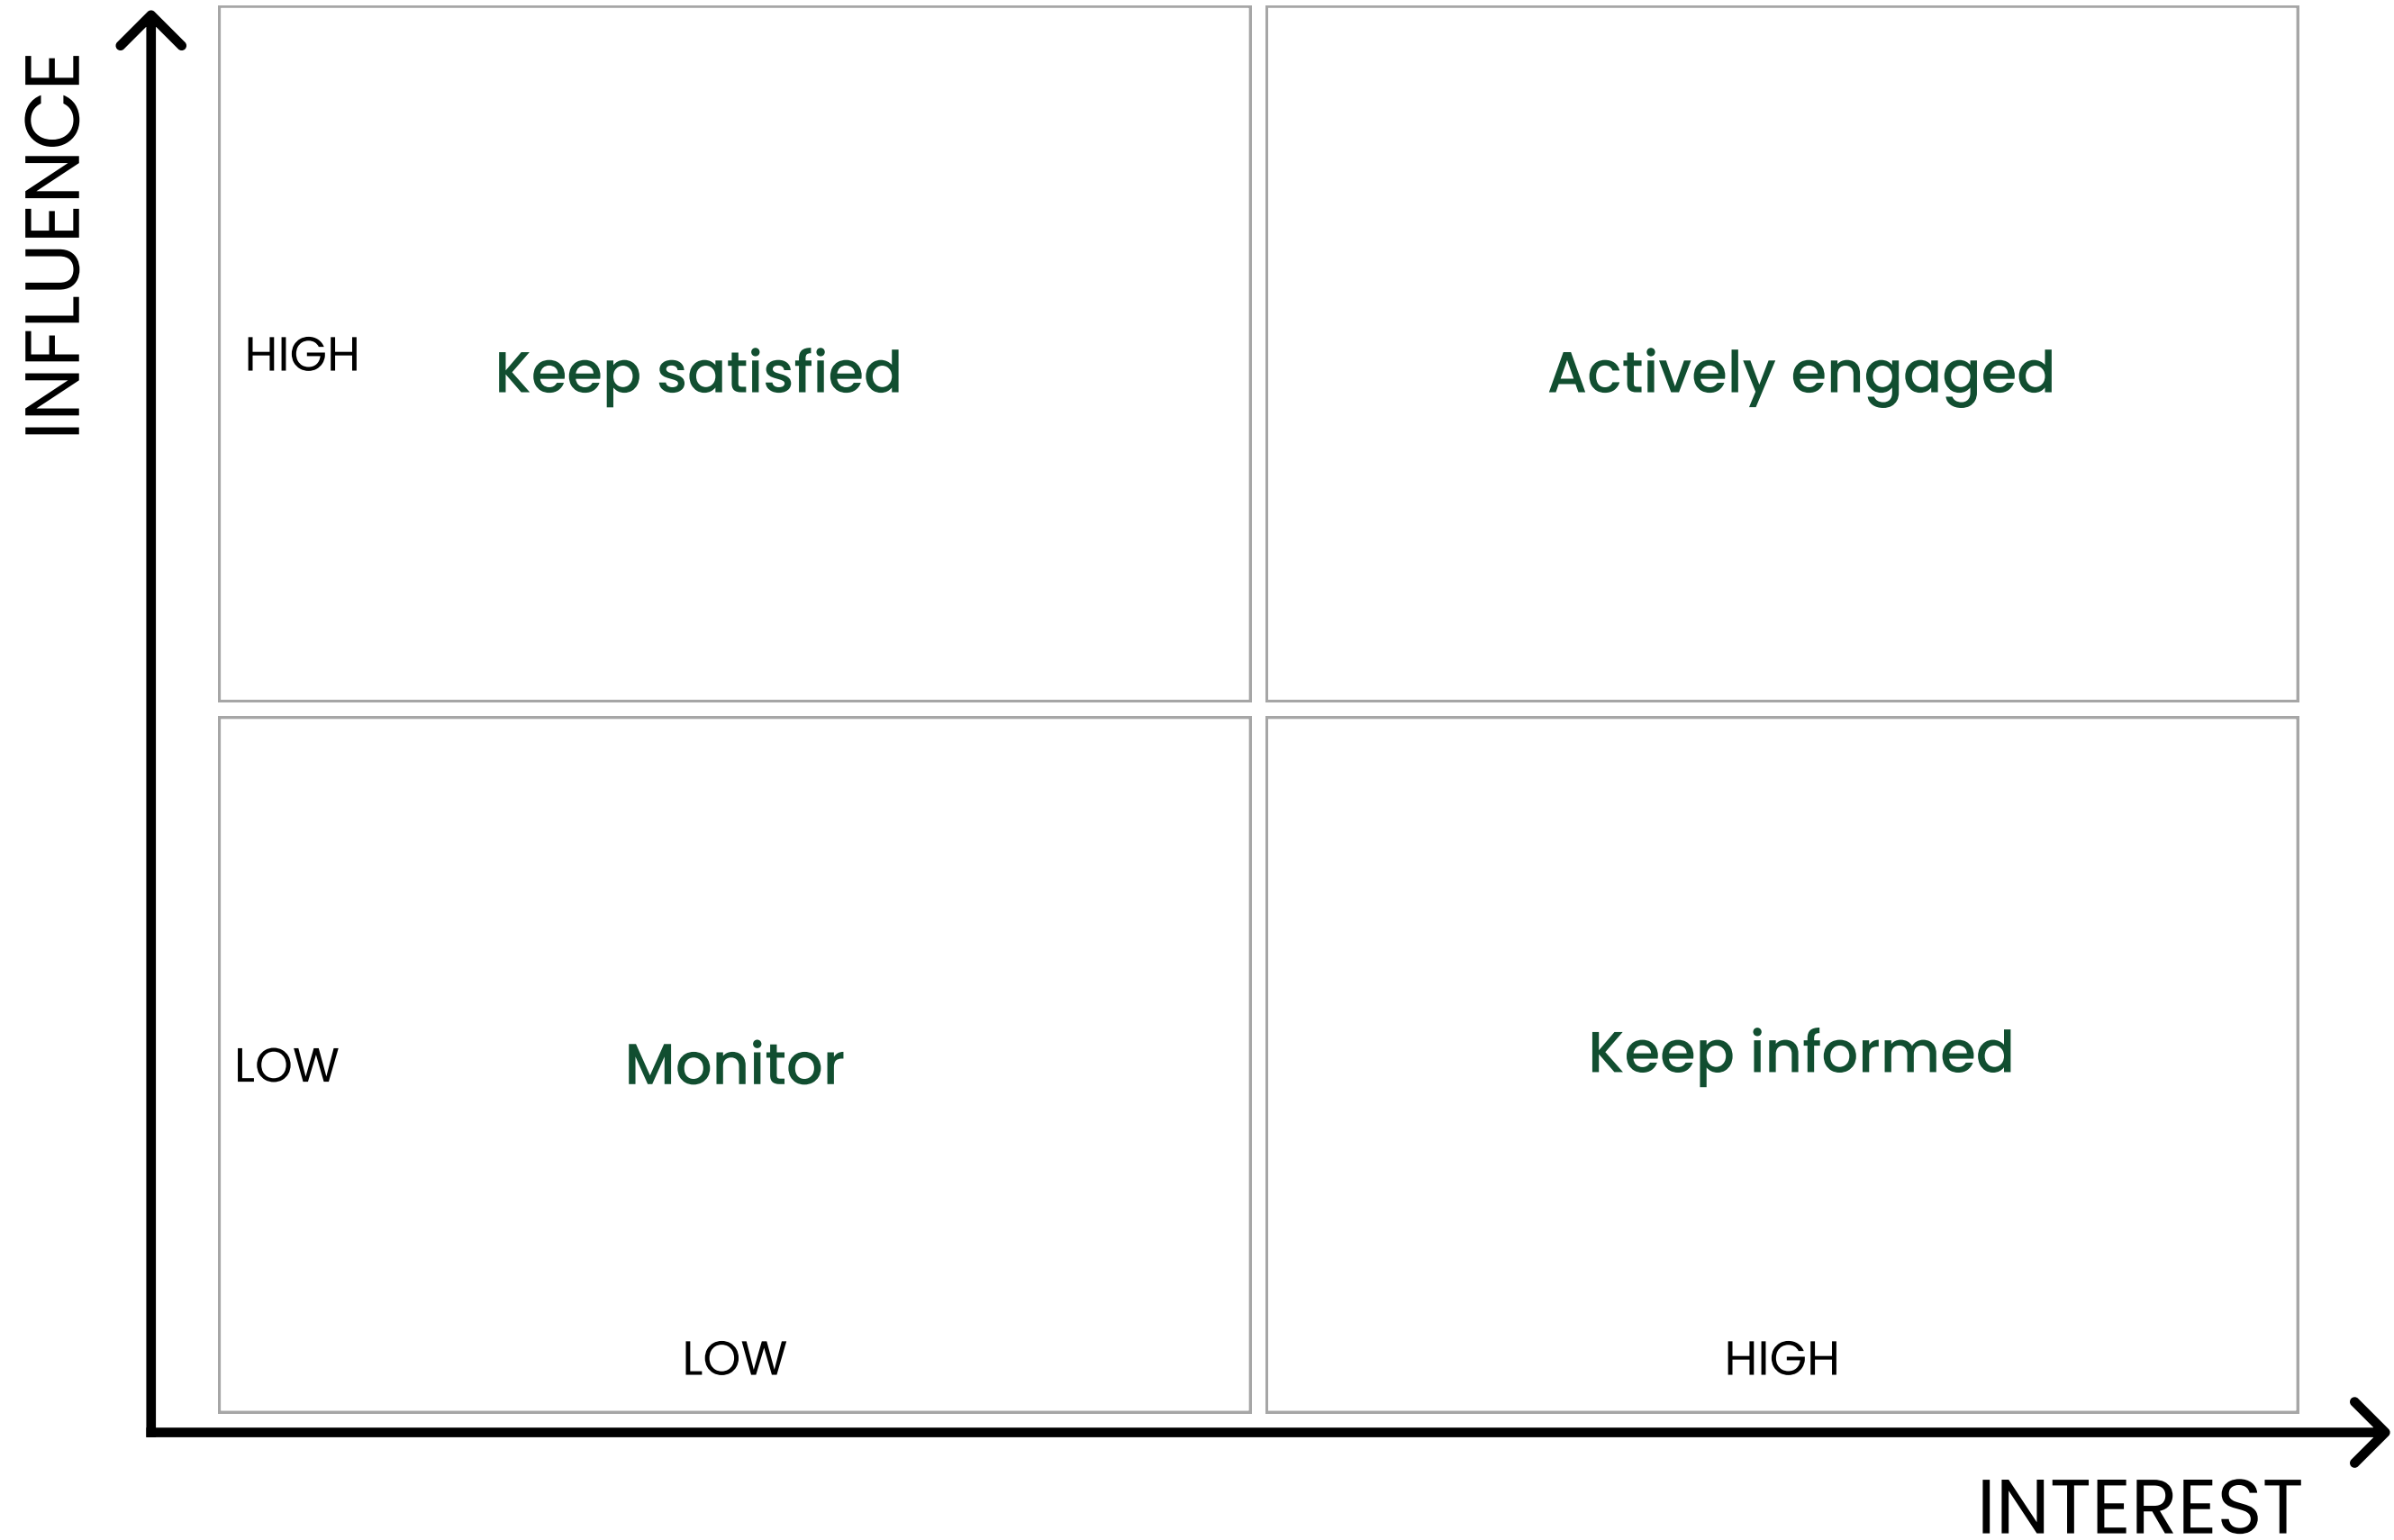 INFLUENCE
HIGH
Keep satisfied
Actively engaged
LOW
Monitor
Keep informed
LOW
HIGH
INTEREST